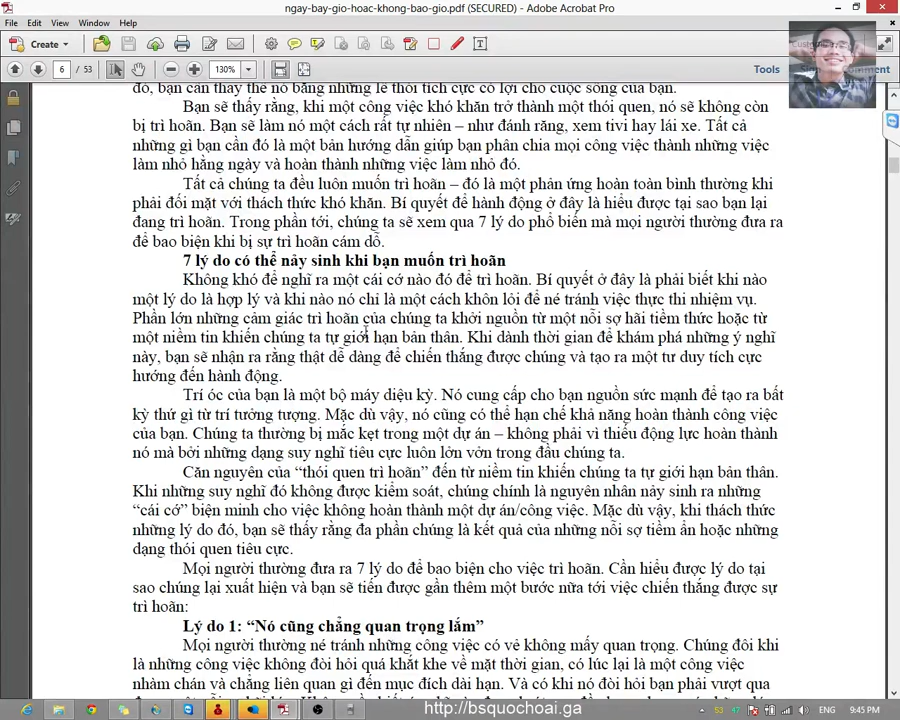 ngay-bay-gio-hoac-khong-bao-gio.pdf (SECURED) - Adobe Acrobat Pro
File Edit View Window Help
Create
6 / 53
130%
Tools
đó, bạn cần thay thế nó bằng những lề thói tích cực có lợi cho cuộc sống của bạn.
Bạn sẽ thấy rằng, khi một công việc khó khăn trở thành một thói quen, nó sẽ không còn
bị trì hoãn. Bạn sẽ làm nó một cách rất tự nhiên – như đánh răng, xem tivi hay lái xe. Tất cả
những gì bạn cần đó là một bản hướng dẫn giúp bạn phân chia mọi công việc thành những việc
làm nhỏ hằng ngày và hoàn thành những việc làm nhỏ đó.
Tất cả chúng ta đều luôn muốn trì hoãn – đó là một phản ứng hoàn toàn bình thường khi
phải đối mặt với thách thức khó khăn. Bí quyết để hành động ở đây là hiểu được tại sao bạn lại
đang trì hoãn. Trong phần tới, chúng ta sẽ xem qua 7 lý do phổ biến mà mọi người thường đưa ra
để bao biện khi bị sự trì hoãn cám dỗ.
7 lý do có thể nảy sinh khi bạn muốn trì hoãn
Không khó để nghĩ ra một cái cớ nào đó để trì hoãn. Bí quyết ở đây là phải biết khi nào
một lý do là hợp lý và khi nào nó chỉ là một cách khôn lỏi để né tránh việc thực thi nhiệm vụ.
Phần lớn những cảm giác trì hoãn của chúng ta khởi nguồn từ một nỗi sợ hãi tiềm thức hoặc từ
một niềm tin khiến chúng ta tự giới hạn bản thân. Khi dành thời gian để khám phá những ý nghĩ
này, bạn sẽ nhận ra rằng thật dễ dàng để chiến thắng được chúng và tạo ra một tư duy tích cực
hướng đến hành động.
Trí óc của bạn là một bộ máy diệu kỳ. Nó cung cấp cho bạn nguồn sức mạnh để tạo ra bất
kỳ thứ gì từ trí tưởng tượng. Mặc dù vậy, nó cũng có thể hạn chế khả năng hoàn thành công việc
của bạn. Chúng ta thường bị mắc kẹt trong một dự án – không phải vì thiếu động lực hoàn thành
nó mà bởi những dạng suy nghĩ tiêu cực luôn lởn vởn trong đầu chúng ta.
Căn nguyên của “thói quen trì hoãn” đến từ niềm tin khiến chúng ta tự giới hạn bản thân.
Khi những suy nghĩ đó không được kiểm soát, chúng chính là nguyên nhân nảy sinh ra những
“cái cớ” biện minh cho việc không hoàn thành một dự án/công việc. Mặc dù vậy, khi thách thức
những lý do đó, bạn sẽ thấy rằng đa phần chúng là kết quả của những nỗi sợ tiềm ẩn hoặc những
dạng thói quen tiêu cực.
Mọi người thường đưa ra 7 lý do để bao biện cho việc trì hoãn. Cần hiểu được lý do tại
sao chúng lại xuất hiện và bạn sẽ tiến được gần thêm một bước nữa tới việc chiến thắng được sự
trì hoãn:
Lý do 1: “Nó cũng chẳng quan trọng lắm”
Mọi người thường né tránh những công việc có vẻ không mấy quan trọng. Chúng đôi khi
là những công việc không đòi hỏi quá khắt khe về mặt thời gian, có lúc lại là một công việc
nhàm chán và chẳng liên quan gì đến mục đích dài hạn. Và có khi nó đòi hỏi bạn phải vượt qua
http://bsquochoai.ga
ENG
9:45 PM